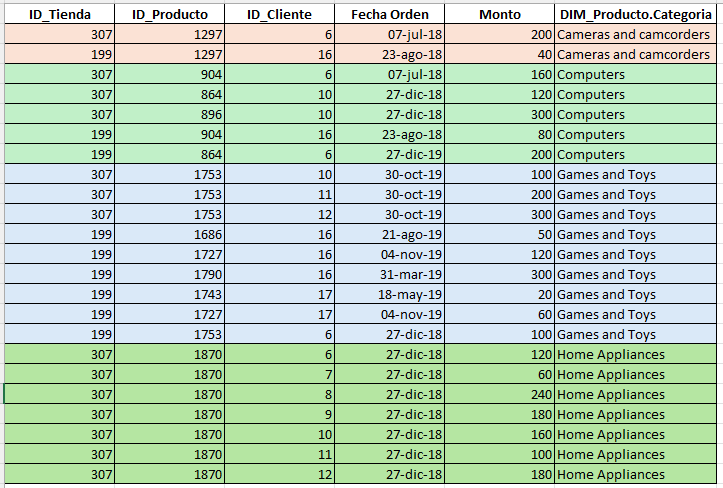 ID_Tienda ID_Producto ID_Cliente Fecha Orden Monto DIM_Producto.Categoria
307 1297 6 07-jul-18 200 Cameras and camcorders
199 1297 16 23-ago-18 40 Cameras and camcorders
307 904 6 07-jul-18 160 Computers
307 864 10 27-dic-18 120 Computers
307 896 10 27-dic-18 300 Computers
199 904 16 23-ago-18 80 Computers
199 864 6 27-dic-19 200 Computers
307 1753 10 30-oct-19 100 Games and Toys
307 1753 11 30-oct-19 200 Games and Toys
307 1753 12 30-oct-19 300 Games and Toys
199 1686 16 21-ago-19 50 Games and Toys
199 1727 16 04-nov-19 120 Games and Toys
199 1790 16 31-mar-19 300 Games and Toys
199 1743 17 18-may-19 20 Games and Toys
199 1727 17 04-nov-19 60 Games and Toys
199 1753 6 27-dic-18 100 Games and Toys
307 1870 6 27-dic-18 120 Home Appliances
307 1870 7 27-dic-18 60 Home Appliances
307 1870 8 27-dic-18 240 Home Appliances
307 1870 9 27-dic-18 180 Home Appliances
307 1870 10 27-dic-18 160 Home Appliances
307 1870 11 27-dic-18 100 Home Appliances
307 1870 12 27-dic-18 180 Home Appliances